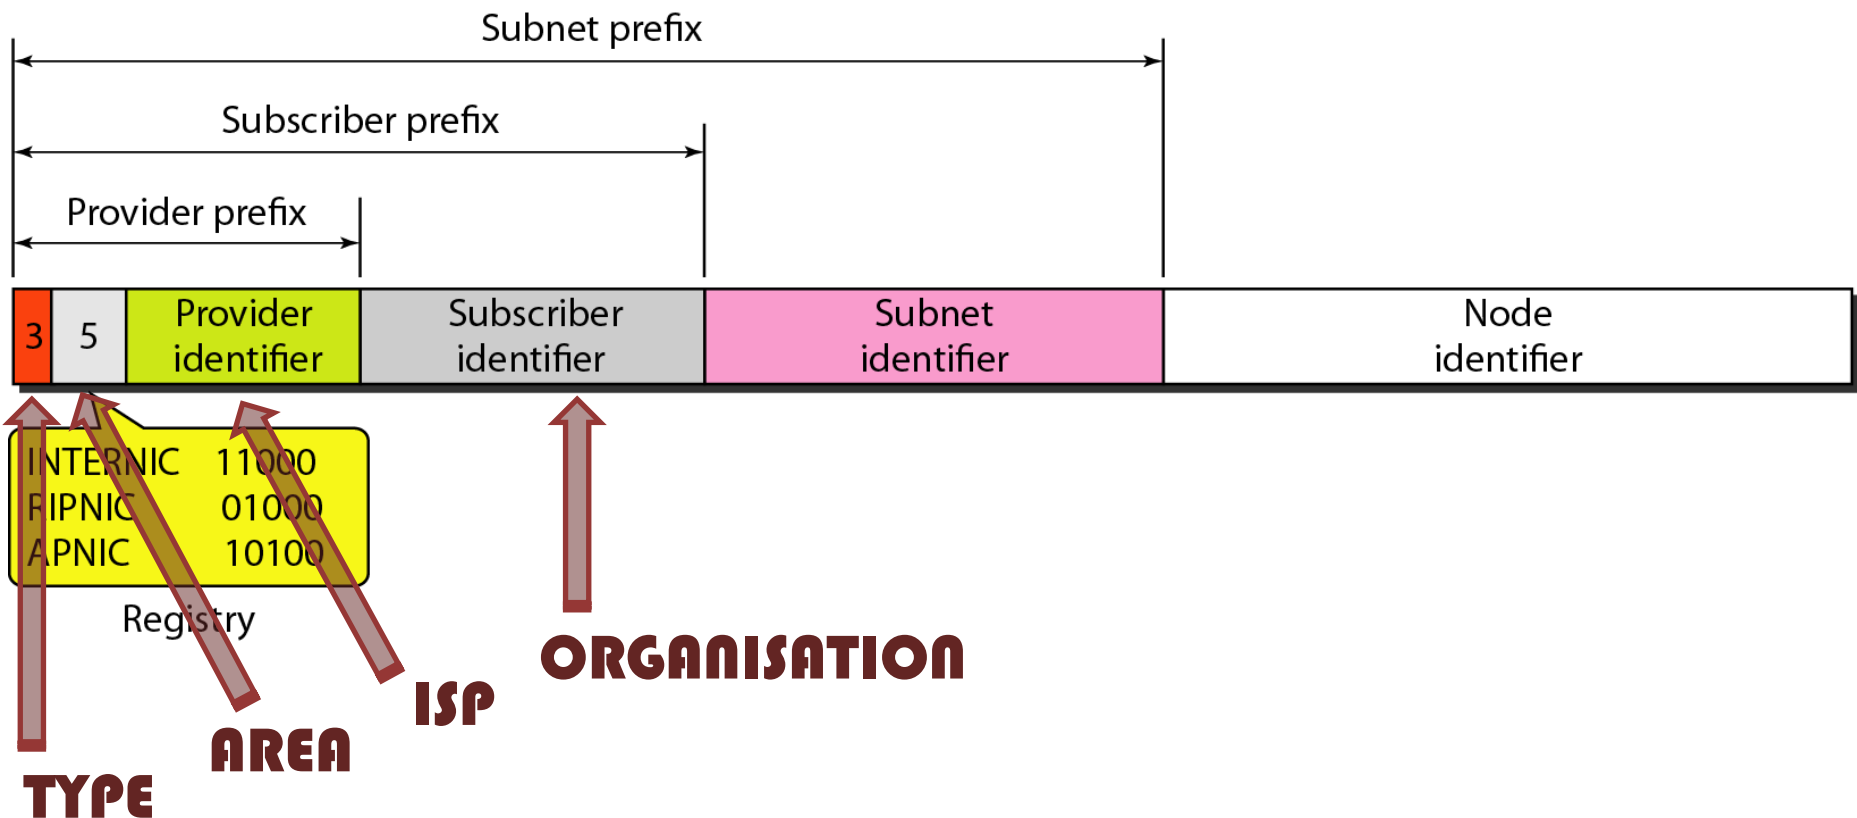 Subnet prefix
Subscriber prefix
Provider prefix
3
5
Provider
identifier
Subscriber
identifier
Subnet
identifier
Node
identifier
INTERNIC 11000
RIPNIC 01000
APNIC 10100
Registry
ORGANISATION
ISP
AREA
TYPE